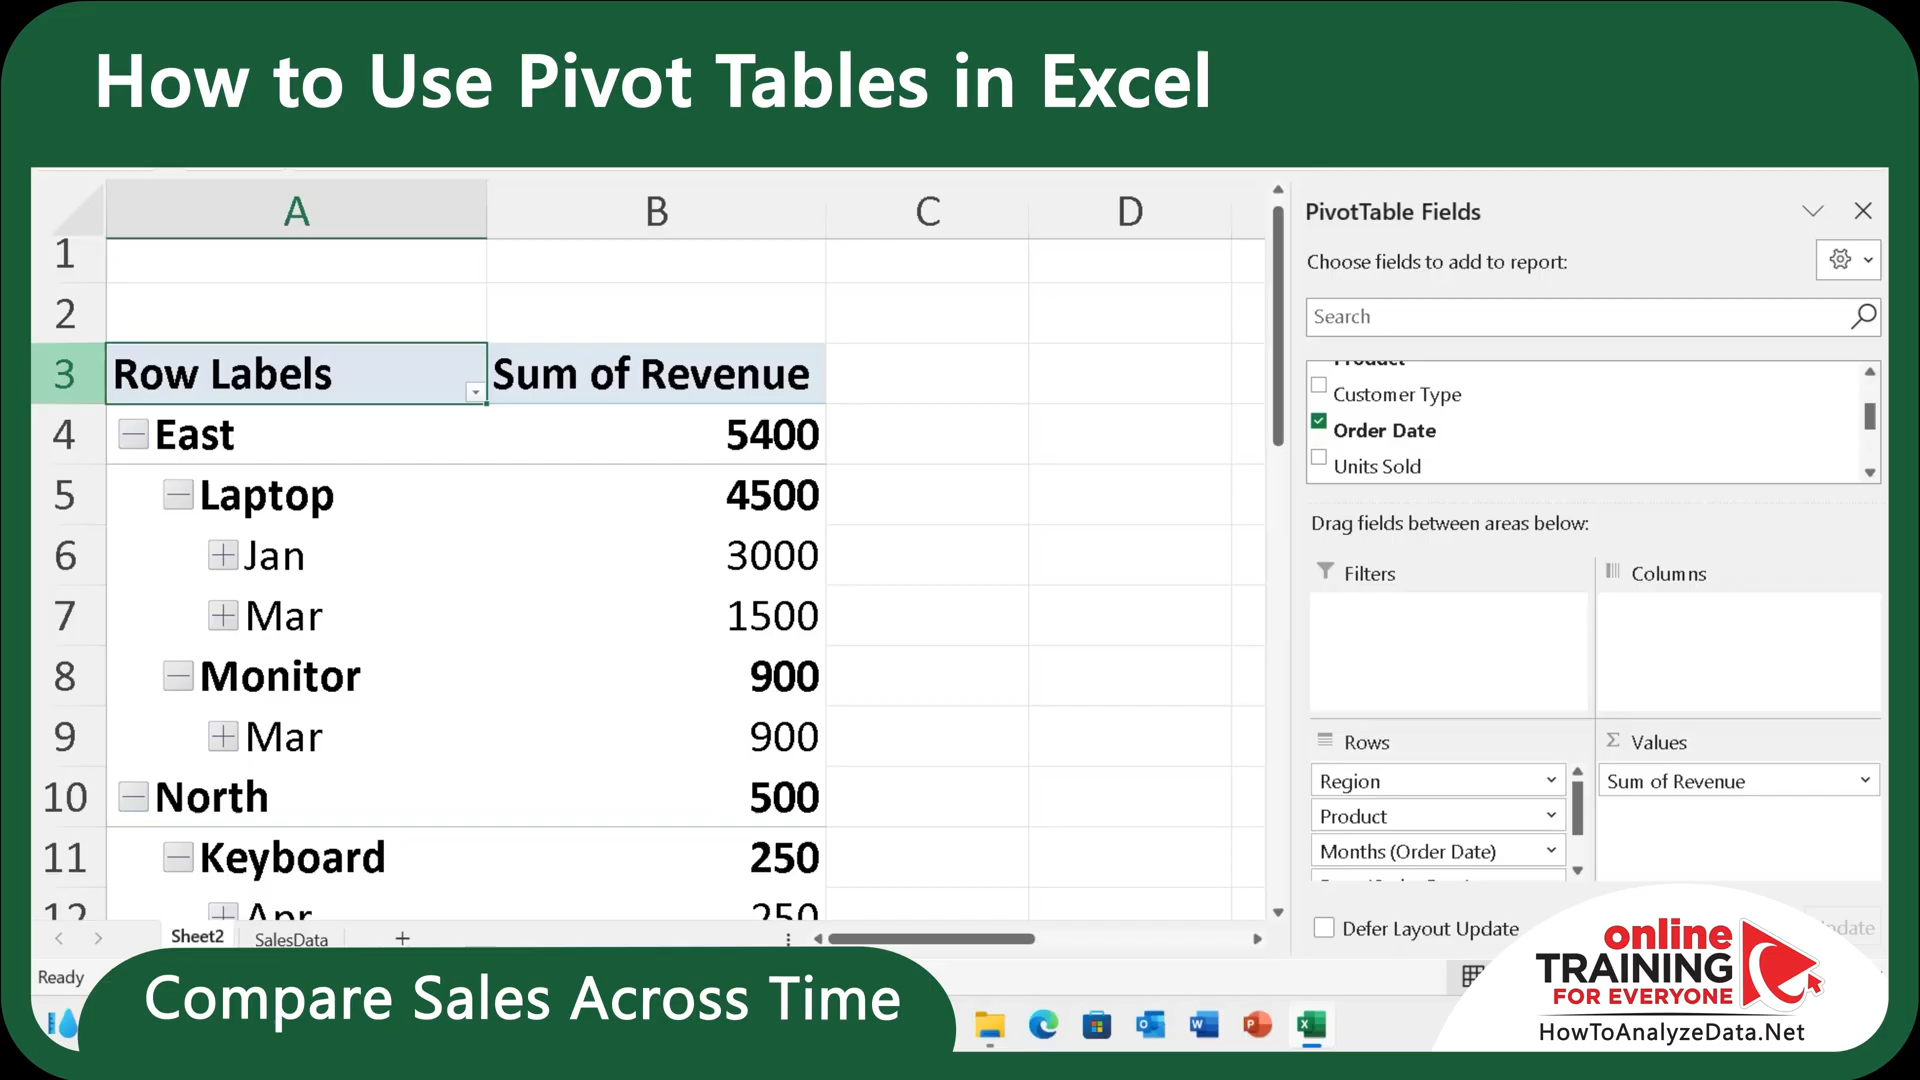 How to Use Pivot Tables in Excel
A B C D
1
2
3 Row Labels Sum of Revenue
4 East 5400
5 Laptop 4500
6 Jan 3000
7 Mar 1500
8 Monitor 900
9 Mar 900
10 North 500
11 Keyboard 250
12 Apr 250
Sheet2 SalesData
Ready
PivotTable Fields
Choose fields to add to report:
Search
Product
Customer Type
Order Date
Units Sold
Drag fields between areas below:
Filters Columns
Rows Values
Region Sum of Revenue
Product
Months (Order Date)
Defer Layout Update
Compare Sales Across Time
online
TRAINING
FOR EVERYONE
HowToAnalyzeData.Net